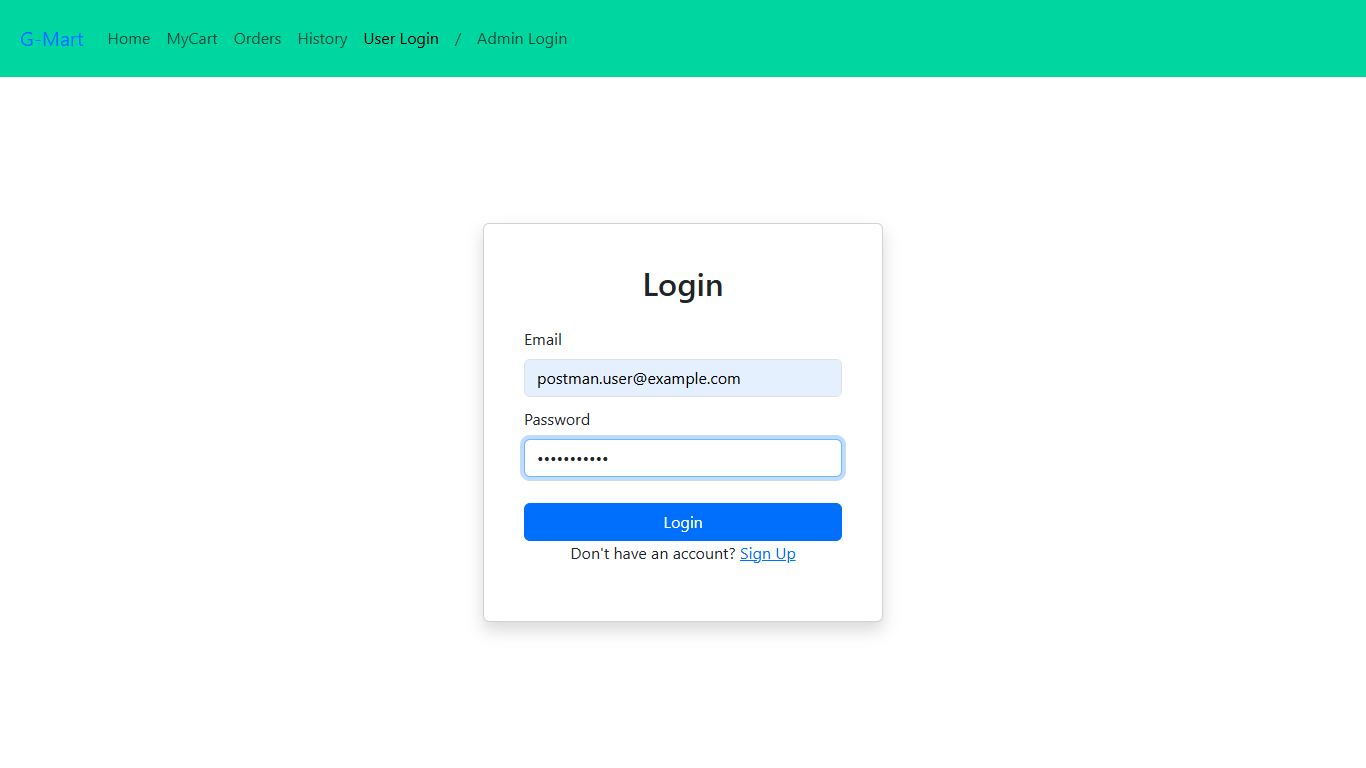 G-Mart Home MyCart Orders History User Login / Admin Login
Login
Email
postman.user@example.com
Password
•••••••••••
Login
Don't have an account? Sign Up